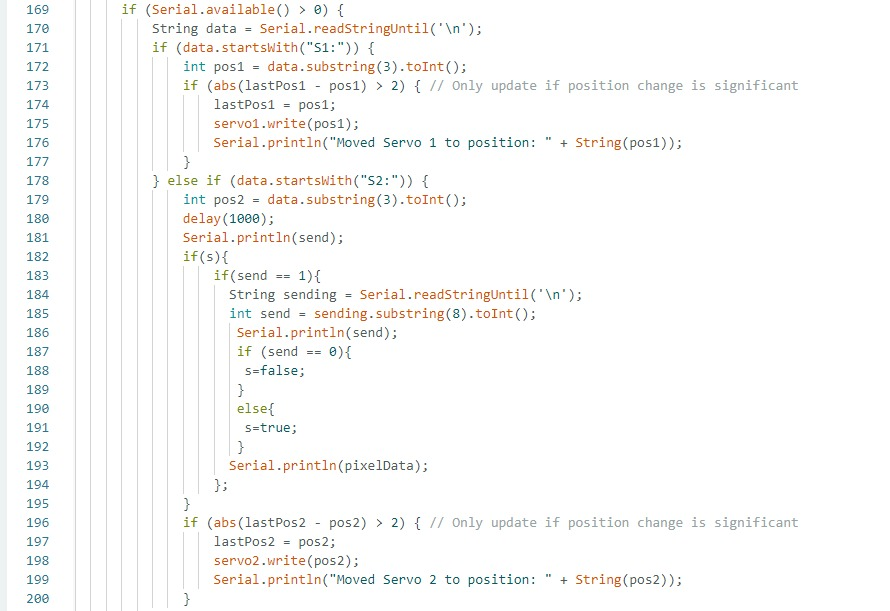 169 if (Serial.available() > 0) {
170 String data = Serial.readStringUntil('\n');
171 if (data.startsWith("S1:")) {
172 int pos1 = data.substring(3).toInt();
173 if (abs(lastPos1 - pos1) > 2) { // Only update if position change is significant
174 lastPos1 = pos1;
175 servo1.write(pos1);
176 Serial.println("Moved Servo 1 to position: " + String(pos1));
177 }
178 } else if (data.startsWith("S2:")) {
179 int pos2 = data.substring(3).toInt();
180 delay(1000);
181 Serial.println(send);
182 if(s){
183 if(send == 1){
184 String sending = Serial.readStringUntil('\n');
185 int send = sending.substring(8).toInt();
186 Serial.println(send);
187 if (send == 0){
188 s=false;
189 }
190 else{
191 s=true;
192 }
193 Serial.println(pixelData);
194 };
195 }
196 if (abs(lastPos2 - pos2) > 2) { // Only update if position change is significant
197 lastPos2 = pos2;
198 servo2.write(pos2);
199 Serial.println("Moved Servo 2 to position: " + String(pos2));
200 }